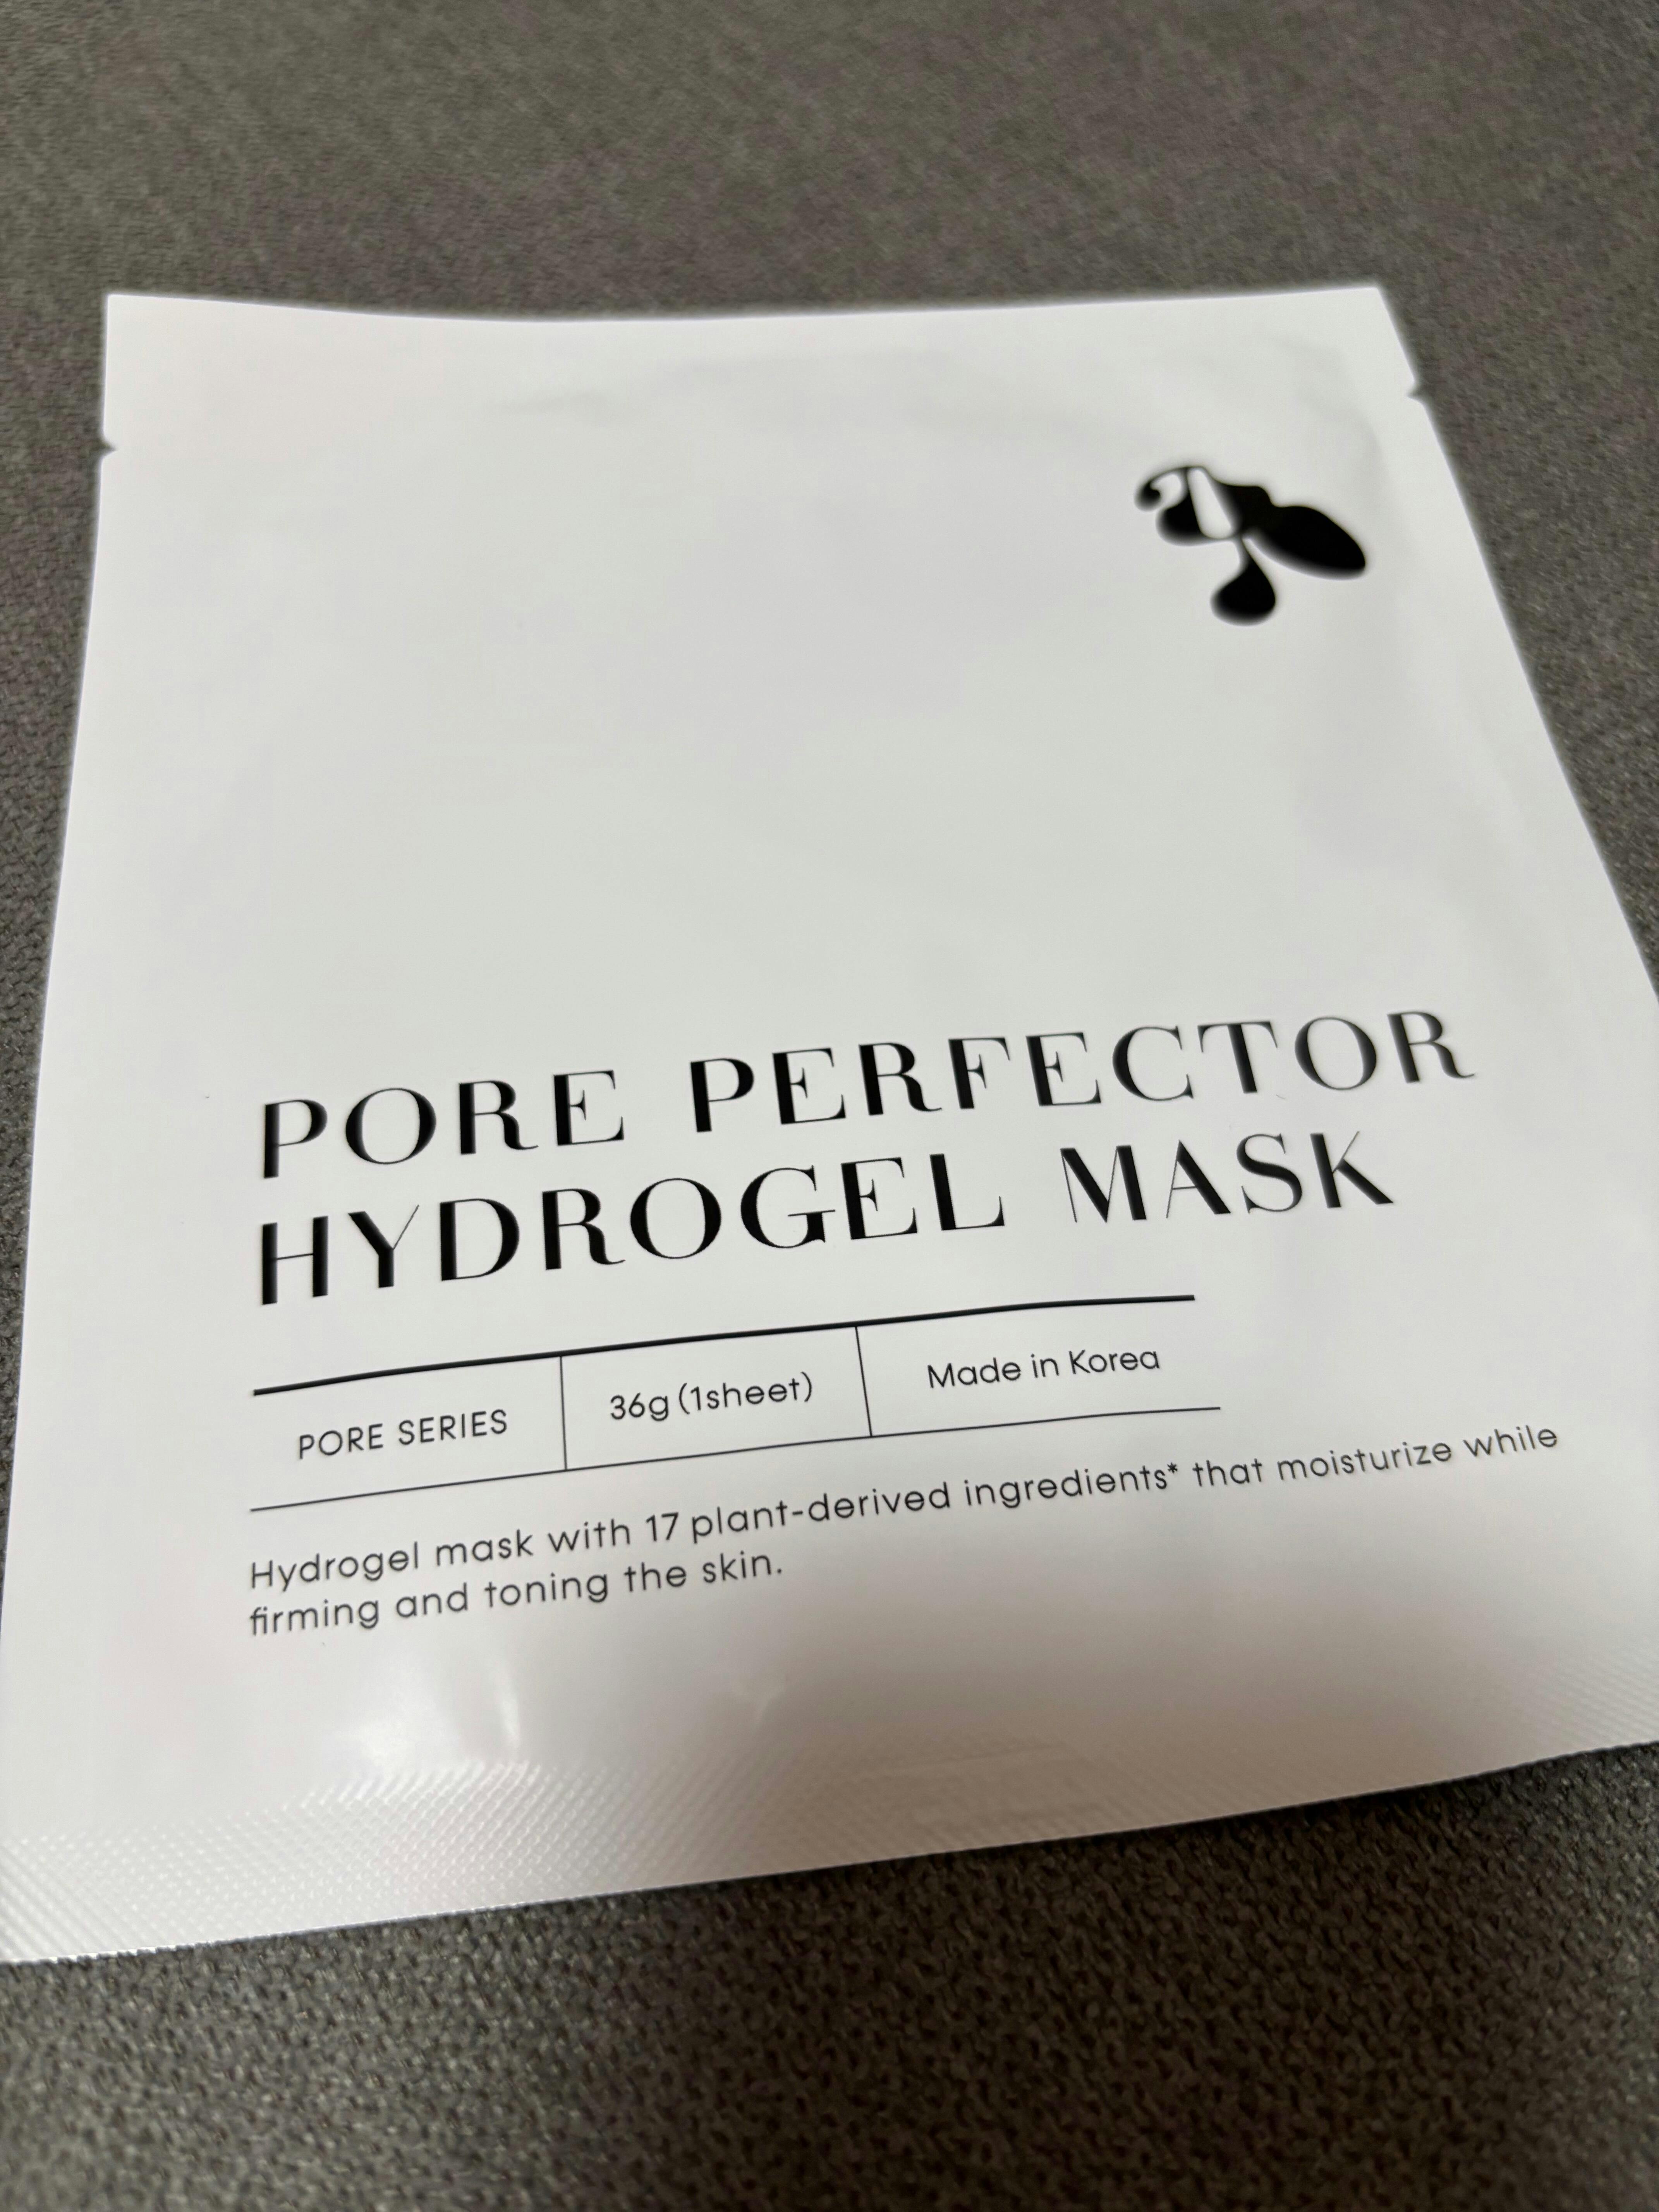 PORE PERFECTOR
HYDROGEL MASK
PORE SERIES 36g (1sheet) Made in Korea
Hydrogel mask with 17 plant-derived ingredients* that moisturize while
firming and toning the skin.